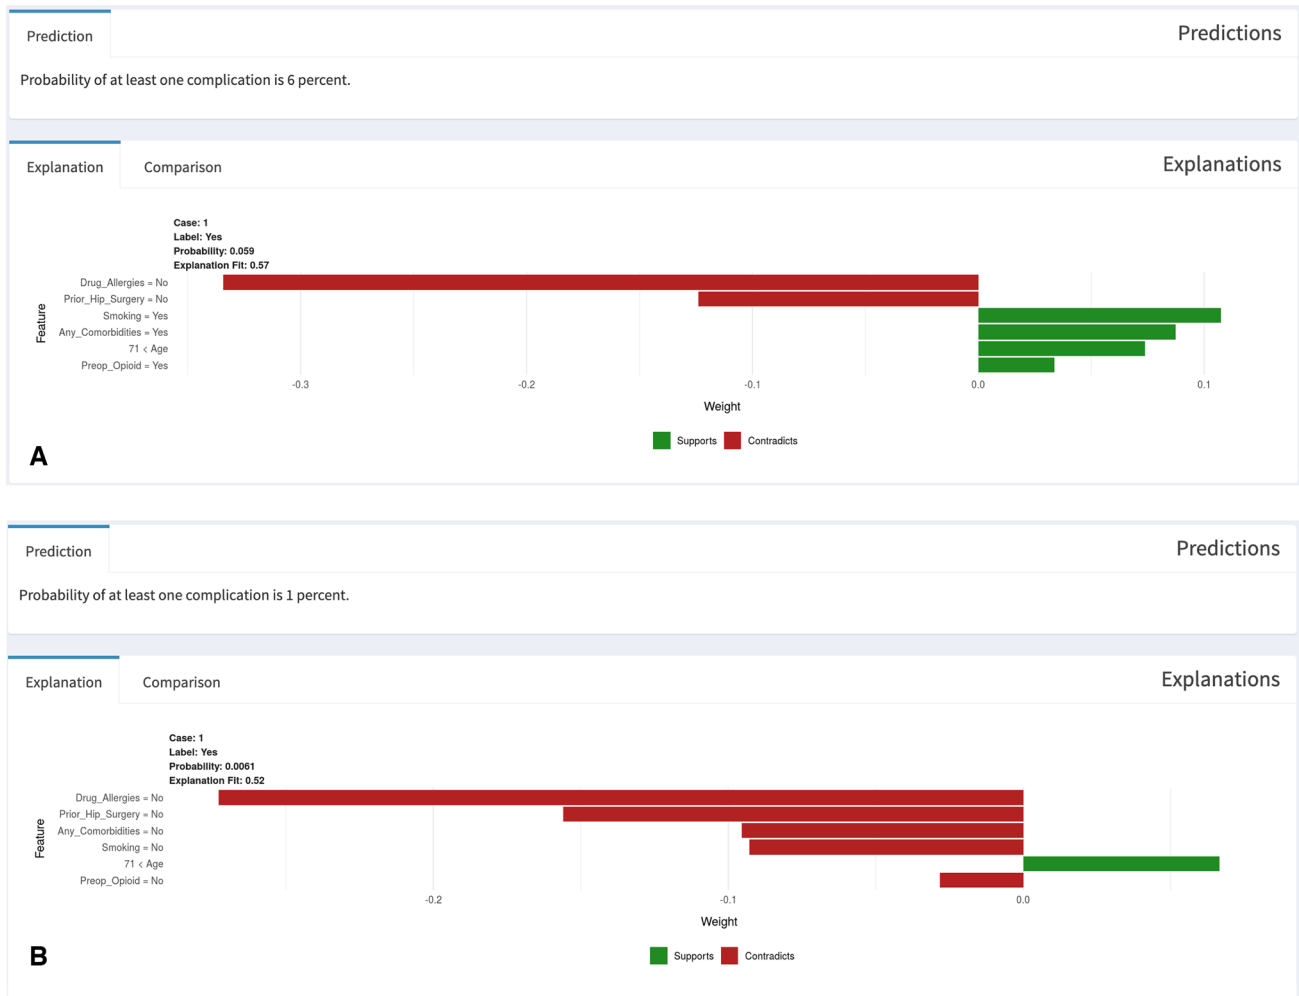 Prediction
Predictions
Probability of at least one complication is 6 percent.
Explanation
Comparison
Explanations
Case: 1
Label: Yes
Probability: 0.059
Explanation Fit: 0.57
Feature
Drug_Allergies = No
Prior_Hip_Surgery = No
Smoking = Yes
Any_Comorbidities = Yes
71 < Age
Preop_Opioid = Yes
-0.3 -0.2 -0.1 0.0 0.1
Weight
Supports Contradicts
A
Prediction
Predictions
Probability of at least one complication is 1 percent.
Explanation
Comparison
Explanations
Case: 1
Label: Yes
Probability: 0.0061
Explanation Fit: 0.52
Feature
Drug_Allergies = No
Prior_Hip_Surgery = No
Any_Comorbidities = No
Smoking = No
71 < Age
Preop_Opioid = No
-0.2 -0.1 0.0
Weight
Supports Contradicts
B